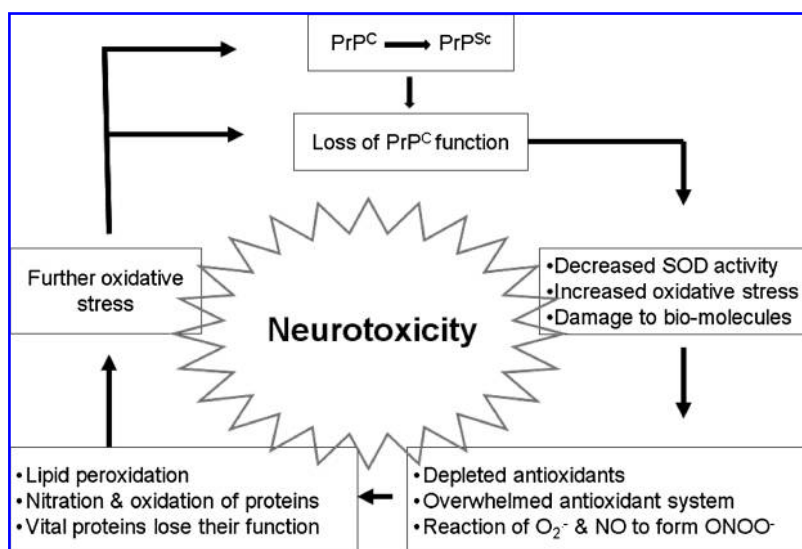 PrPᶜ → PrPˢᶜ
Loss of PrPᶜ function
Further oxidative
stress
Neurotoxicity
•Decreased SOD activity
•Increased oxidative stress
•Damage to bio-molecules
•Lipid peroxidation
•Nitration & oxidation of proteins
•Vital proteins lose their function
•Depleted antioxidants
•Overwhelmed antioxidant system
•Reaction of O₂⁻ & NO to form ONOO⁻